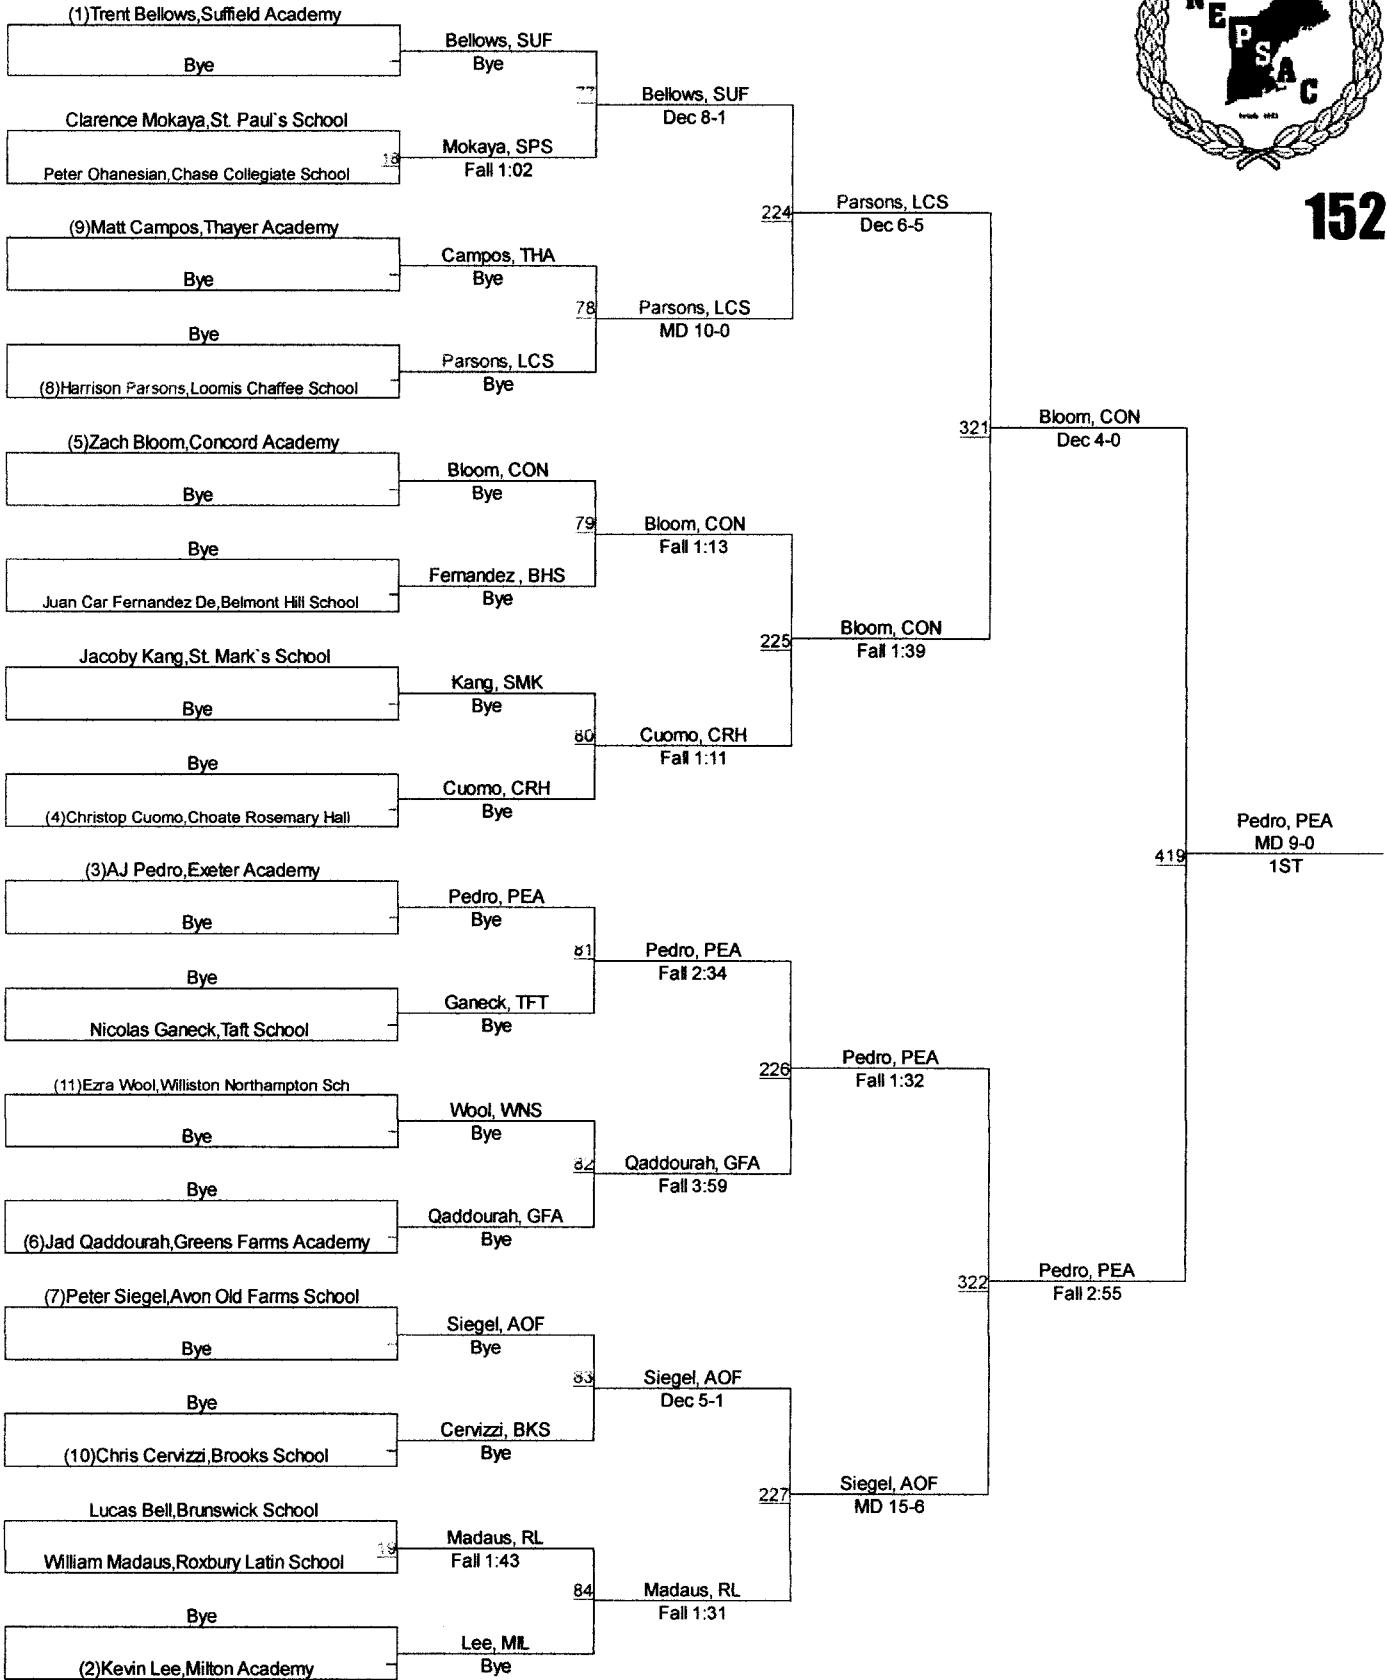 (1)Trent Bellows,Suffield Academy
Bye
Bellows, SUF
Bye
Clarence Mokaya,St. Paul`s School
18
Peter Ohanesian,Chase Collegiate School
Mokaya, SPS
Fall 1:02
77
Bellows, SUF
Dec 8-1
(9)Matt Campos,Thayer Academy
Bye
Campos, THA
Bye
Bye
(8)Harrison Parsons,Loomis Chaffee School
Parsons, LCS
Bye
78
Parsons, LCS
MD 10-0
224
Parsons, LCS
Dec 6-5
(5)Zach Bloom,Concord Academy
Bye
Bloom, CON
Bye
Bye
Juan Car Fernandez De,Belmont Hill School
Fernandez , BHS
Bye
79
Bloom, CON
Fall 1:13
Jacoby Kang,St. Mark`s School
Bye
Kang, SMK
Bye
Bye
(4)Christop Cuomo,Choate Rosemary Hall
Cuomo, CRH
Bye
80
Cuomo, CRH
Fall 1:11
225
Bloom, CON
Fall 1:39
321
Bloom, CON
Dec 4-0
(3)AJ Pedro,Exeter Academy
Bye
Pedro, PEA
Bye
Bye
Nicolas Ganeck,Taft School
Ganeck, TFT
Bye
81
Pedro, PEA
Fall 2:34
(11)Ezra Wool,Williston Northampton Sch
Bye
Wool, WNS
Bye
Bye
(6)Jad Qaddourah,Greens Farms Academy
Qaddourah, GFA
Bye
82
Qaddourah, GFA
Fall 3:59
226
Pedro, PEA
Fall 1:32
(7)Peter Siegel,Avon Old Farms School
Bye
Siegel, AOF
Bye
Bye
(10)Chris Cervizzi,Brooks School
Cervizzi, BKS
Bye
83
Siegel, AOF
Dec 5-1
Lucas Bell,Brunswick School
19
William Madaus,Roxbury Latin School
Madaus, RL
Fall 1:43
Bye
(2)Kevin Lee,Milton Academy
Lee, MIL
Bye
84
Madaus, RL
Fall 1:31
227
Siegel, AOF
MD 15-6
322
Pedro, PEA
Fall 2:55
419
Pedro, PEA
MD 9-0
1ST
NEPSAC
152